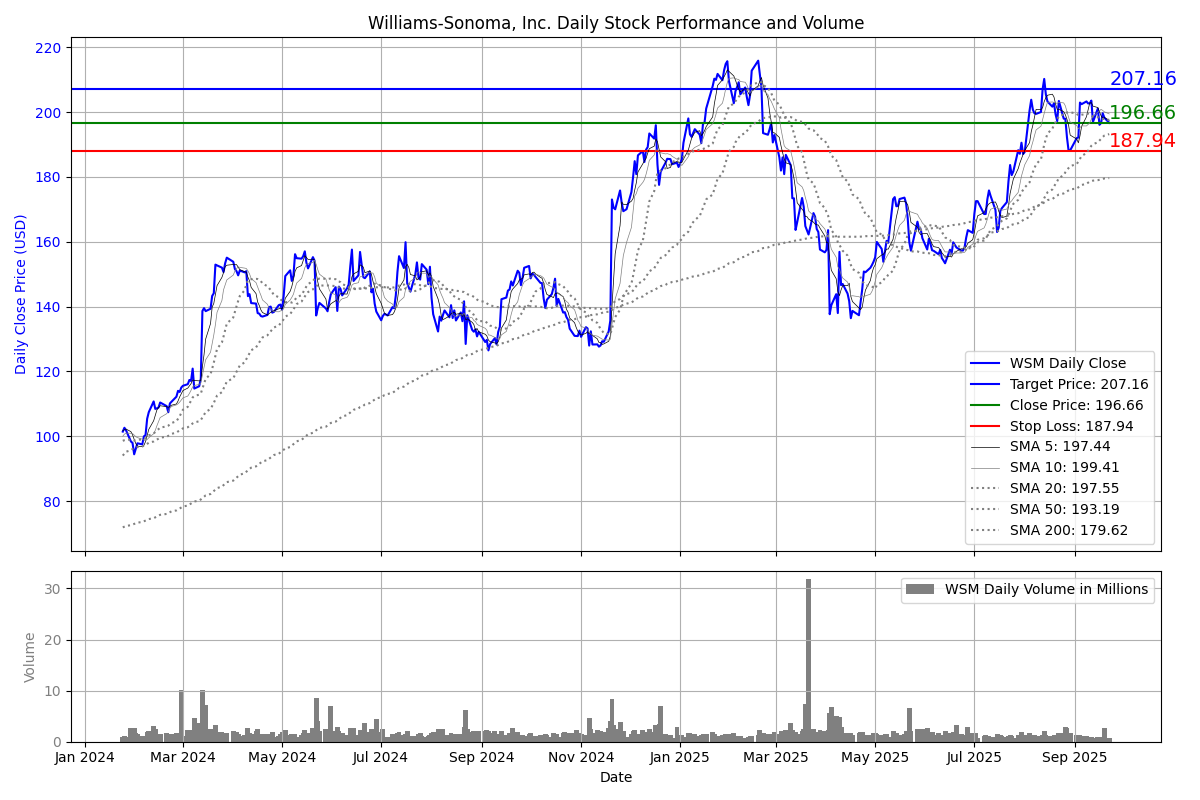 Williams-Sonoma, Inc. Daily Stock Performance and Volume
Daily Close Price (USD)
220
200
180
160
140
120
100
80
207.16
196.66
187.94
WSM Daily Close
Target Price: 207.16
Close Price: 196.66
Stop Loss: 187.94
SMA 5: 197.44
SMA 10: 199.41
SMA 20: 197.55
SMA 50: 193.19
SMA 200: 179.62
Volume
30
20
10
0
WSM Daily Volume in Millions
Jan 2024 Mar 2024 May 2024 Jul 2024 Sep 2024 Nov 2024 Jan 2025 Mar 2025 May 2025 Jul 2025 Sep 2025
Date